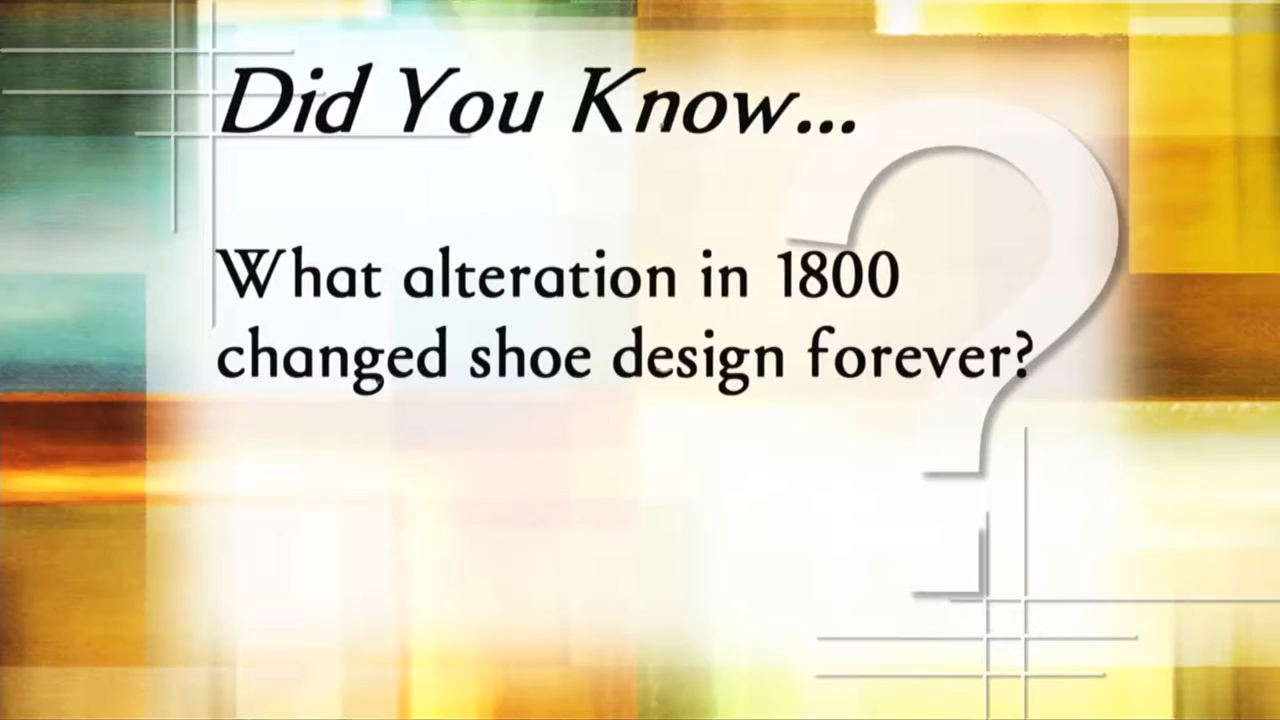 Did You Know...
What alteration in 1800
changed shoe design forever?